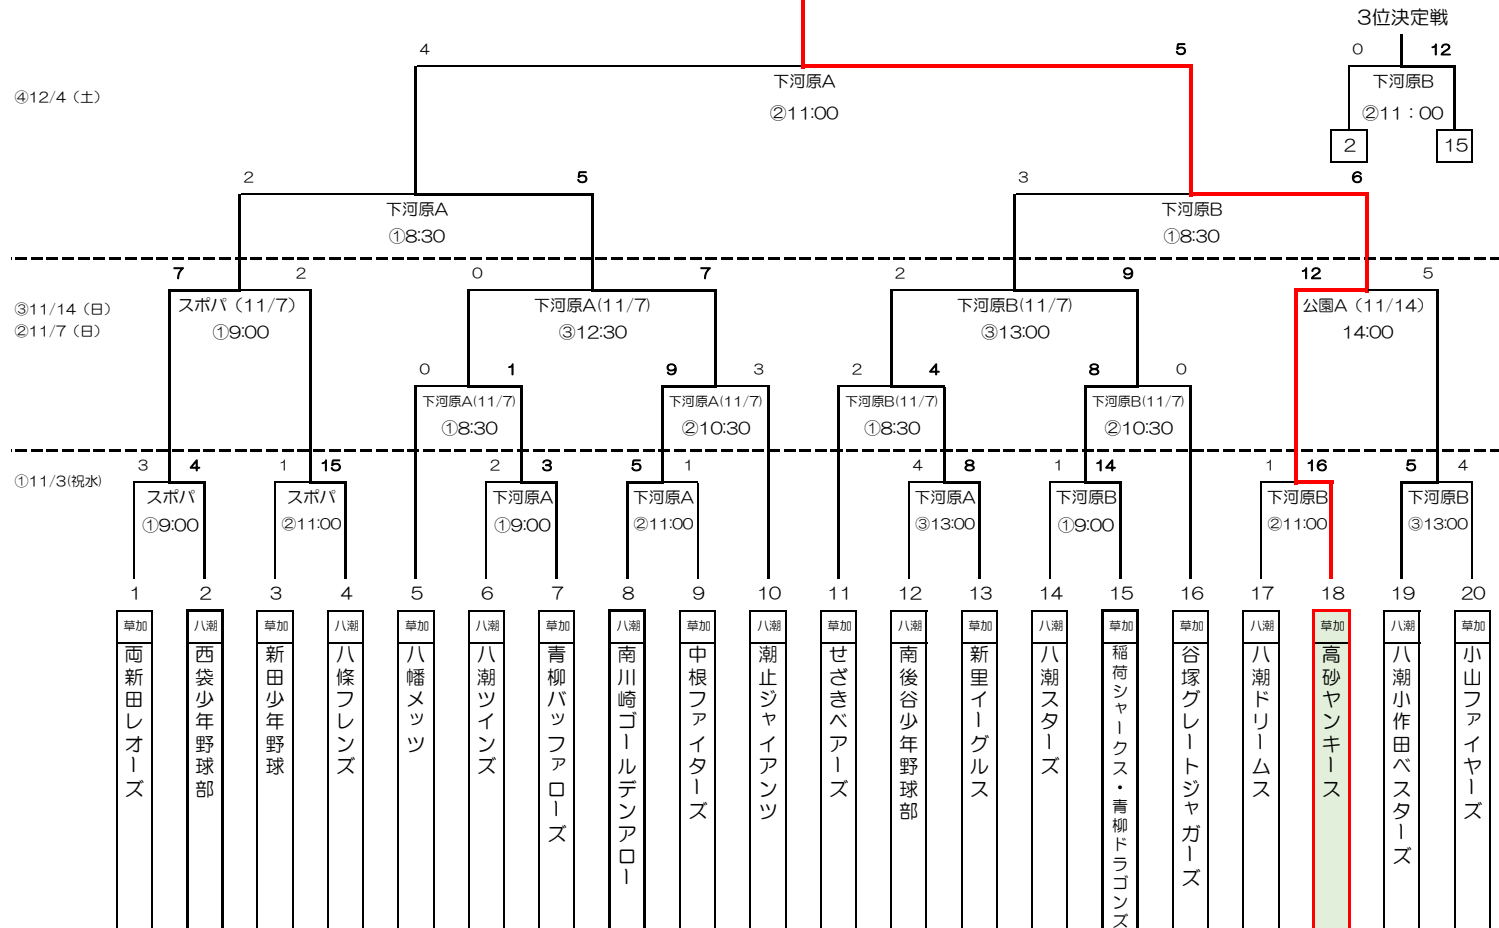 3位決定戦
4 5 0 12
下河原A 下河原B
④12/4（土）
②11:00 ②11：00
2 15
2 5 3 6
下河原A 下河原B
①8:30 ①8:30
7 2 0 7 2 9 12 5
③11/14（日） スポパ（11/7） 下河原A(11/7) 下河原B(11/7) 公園A（11/14）
②11/7（日） ①9:00 ③12:30 ③13:00 14:00
0 1 9 3 2 4 8 0
下河原A(11/7) 下河原A(11/7) 下河原B(11/7) 下河原B(11/7)
①8:30 ②10:30 ①8:30 ②10:30
3 4 1 15 2 3 5 1 4 8 1 14 1 16 5 4
①11/3(祝水) スポパ スポパ 下河原A 下河原A 下河原A 下河原B 下河原B 下河原B
①9:00 ②11:00 ①9:00 ②11:00 ③13:00 ①9:00 ②11:00 ③13:00
1 2 3 4 5 6 7 8 9 10 11 12 13 14 15 16 17 18 19 20
草加 八潮 草加 八潮 草加 八潮 草加 八潮 草加 八潮 草加 八潮 草加 八潮 草加 草加 八潮 草加 八潮 草加
両新田レオーズ
西袋少年野球部
新田少年野球
八條フレンズ
八幡メッツ
八潮ツインズ
青柳バッファローズ
南川崎ゴールデンアロー
中根ファイターズ
潮止ジャイアンツ
せざきベアーズ
南後谷少年野球部
新里イーグルス
八潮スターズ
稲荷シャークス・青柳ドラゴンズ
谷塚グレートジャガーズ
八潮ドリームス
高砂ヤンキース
八潮小作田ベスターズ
小山ファイヤーズ